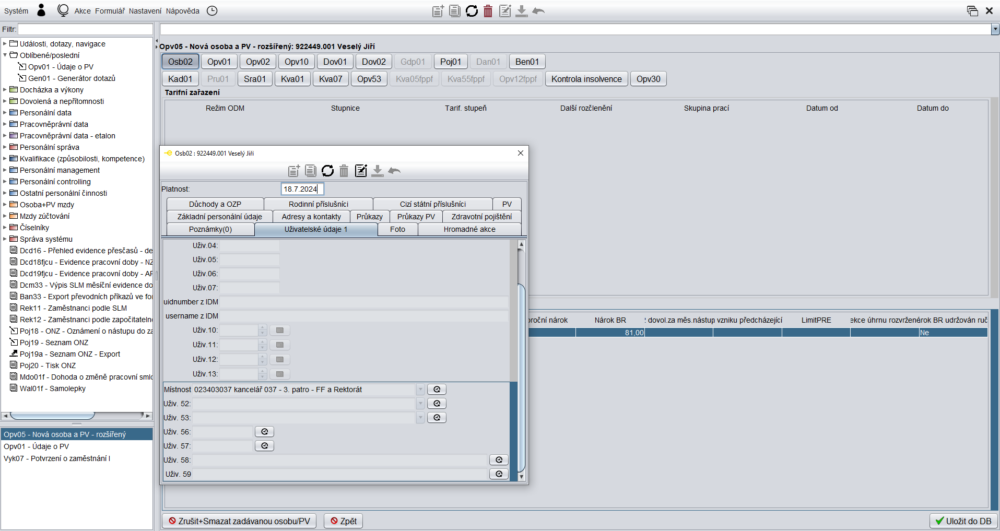 Systém Akce Formulář Nastavení Nápověda
Filtr:
Události, dotazy, navigace
Oblíbené/poslední
Opv01 - Údaje o PV
Gen01 - Generátor dotazů
Docházka a výkony
Dovolená a nepřítomnosti
Personální data
Pracovněprávní data
Pracovněprávní data - etalon
Personální správa
Kvalifikace (způsobilosti, kompetence)
Personální management
Personální controlling
Ostatní personální činnosti
Osoba+PV mzdy
Mzdy zúčtování
Číselníky
Správa systému
Dcd16 - Přehled evidence přesčasů - de
Dcd18fjcu - Evidence pracovní doby - NZ
Dcd19fjcu - Evidence pracovní doby - AF
Dcm33 - Výpis SLM měsíční evidence do
Ban33 - Export převodních příkazů ve for
Rek11 - Zaměstnanci podle SLM
Rek12 - Zaměstnanci podle započitatelné
Poj18 - ONZ - Oznámení o nástupu do za
Poj19 - Seznam ONZ
Poj19a - Seznam ONZ - Export
Poj20 - Tisk ONZ
Mdo01f - Dohoda o změně pracovní smlo
Wal01f - Samolepky
Opv05 - Nová osoba a PV - rozšířený
Opv01 - Údaje o PV
Vyk07 - Potvrzení o zaměstnání I
Opv05 - Nová osoba a PV - rozšířený: 922449.001 Veselý Jiří
Osb02 Opv01 Opv02 Opv10 Dov01 Dov02 Gdp01 Poj01 Dan01 Ben01
Kad01 Pru01 Sra01 Kva01 Kva07 Opv53 Kva05fppf Kva55fppf Opv12fppf Kontrola insolvence Opv30
Tarifní zařazení
Režim ODM Stupnice Tarif. stupeň Další rozčlenění Skupina prací Datum od Datum do
Osb02 : 922449.001 Veselý Jiří
Platnost: 18.7.2024
Důchody a OZP Rodinní příslušníci Cizí státní příslušníci PV
Základní personální údaje Adresy a kontakty Průkazy Průkazy PV Zdravotní pojištění
Poznámky(0) Uživatelské údaje 1 Foto Hromadné akce
Uživ.04:
Uživ.05:
Uživ.06:
Uživ.07:
uidnumber z IDM
username z IDM
Uživ.10:
Uživ.11:
Uživ.12:
Uživ.13:
Místnost 023403037 kancelář 037 - 3. patro - FF a Rektorát
Uživ. 52:
Uživ. 53:
Uživ. 56:
Uživ. 57:
Uživ. 58:
Uživ. 59
oroční nárok Nárok BR dovol.za měs.nástup vzniku předcházející LimitPRE ekce úhrnu rozvržen árok BR udržován ruč
81,00 Ne
Zrušit+Smazat zadávanou osobu/PV Zpět Uložit do DB